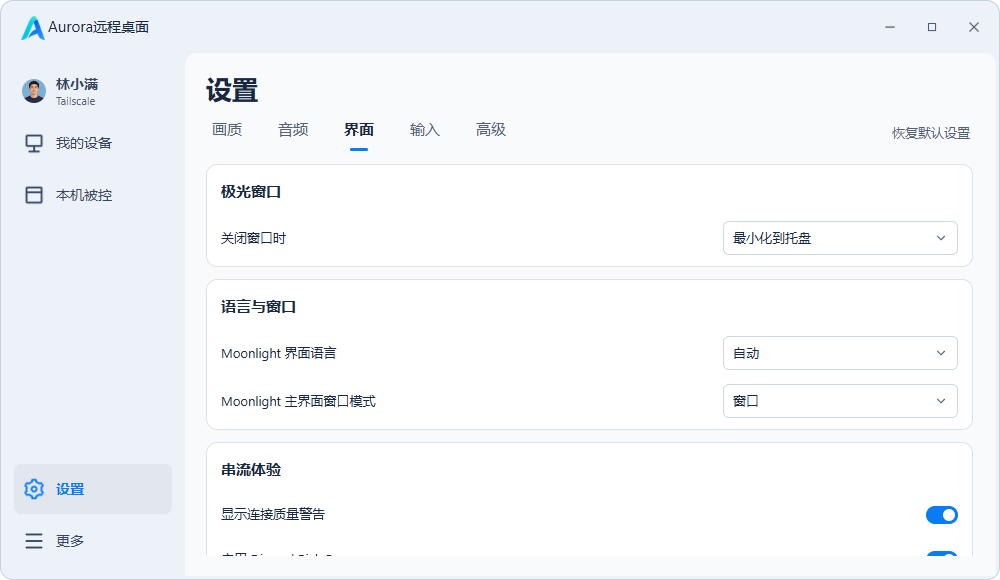 Aurora远程桌面
林小满
Tailscale
我的设备
本机被控
设置
更多
设置
画质 音频 界面 输入 高级
恢复默认设置
极光窗口
关闭窗口时 最小化到托盘
语言与窗口
Moonlight 界面语言 自动
Moonlight 主界面窗口模式 窗口
串流体验
显示连接质量警告